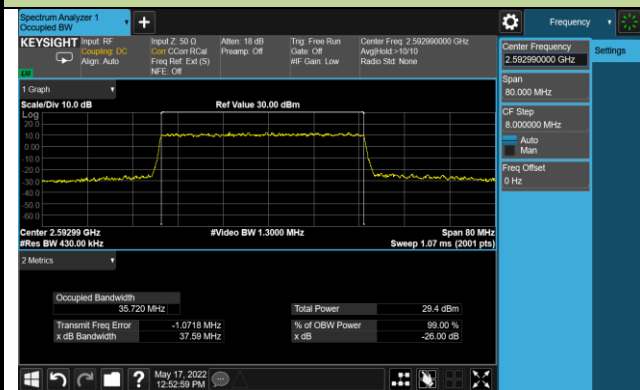 Spectrum Analyzer 1
Occupied BW
+
Frequency
KEYSIGHT
Input: RF
Coupling: DC
Align: Auto
Input Z: 50 Ω
Corr CCorr RCal
Freq Ref: Ext (S)
NFE: Off
Atten: 18 dB
Preamp: Off
Trig: Free Run
Gate: Off
#IF Gain: Low
Center Freq: 2.592990000 GHz
Avg|Hold:>10/10
Radio Std: None
Center Frequency
2.592990000 GHz
Settings
Span
80.000 MHz
CF Step
8.000000 MHz
Auto
Man
Freq Offset
0 Hz
1 Graph
Scale/Div 10.0 dB
Ref Value 30.00 dBm
Log
20.0
10.0
0.00
-10.0
-20.0
-30.0
-40.0
-50.0
-60.0
Center 2.59299 GHz
#Video BW 1.3000 MHz
Span 80 MHz
#Res BW 430.00 kHz
Sweep 1.07 ms (2001 pts)
2 Metrics
Occupied Bandwidth
35.720 MHz
Total Power
29.4 dBm
Transmit Freq Error
-1.0718 MHz
% of OBW Power
99.00 %
x dB Bandwidth
37.59 MHz
x dB
-26.00 dB
?
May 17, 2022
12:52:59 PM